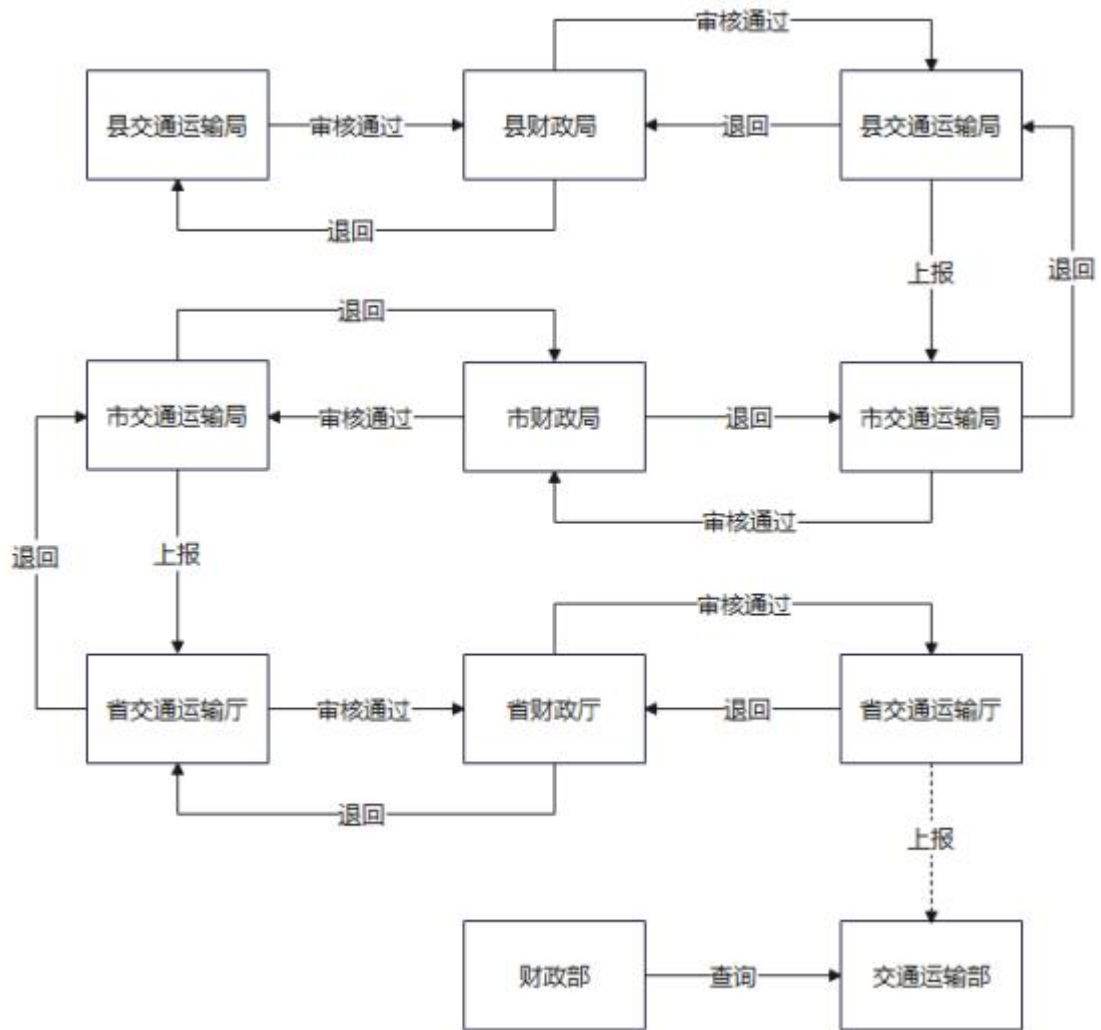 审核通过
县交通运输局
审核通过
县财政局
退回
县交通运输局
退回
上报
退回
退回
市交通运输局
审核通过
市财政局
退回
市交通运输局
审核通过
退回
上报
审核通过
省交通运输厅
审核通过
省财政厅
退回
省交通运输厅
退回
上报
财政部
查询
交通运输部